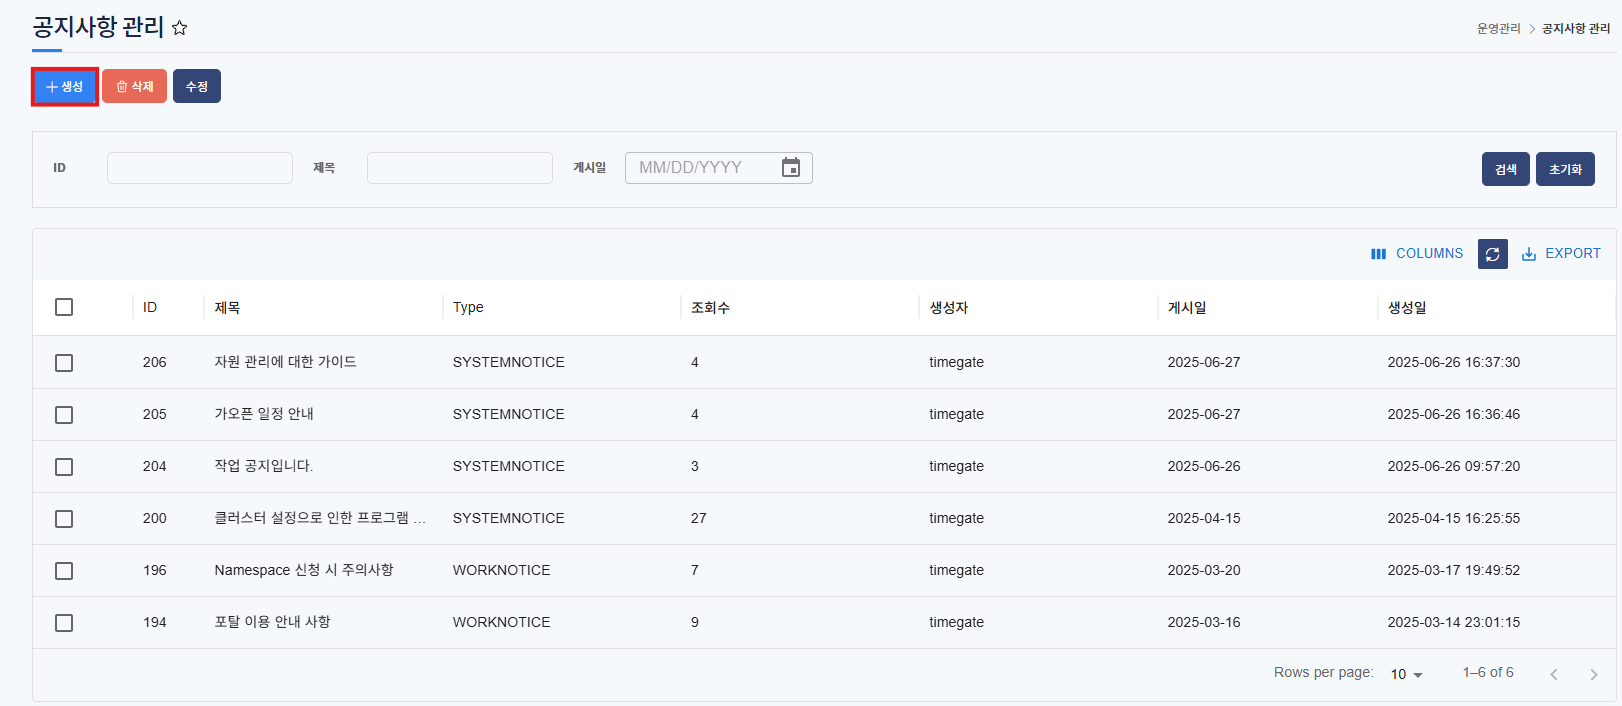 공지사항 관리
운영관리 > 공지사항 관리
+ 생성 삭제 수정
ID 제목 게시일 MM/DD/YYYY 검색 초기화
COLUMNS EXPORT
ID 제목 Type 조회수 생성자 게시일 생성일
206 자원 관리에 대한 가이드 SYSTEMNOTICE 4 timegate 2025-06-27 2025-06-26 16:37:30
205 가오픈 일정 안내 SYSTEMNOTICE 4 timegate 2025-06-27 2025-06-26 16:36:46
204 작업 공지입니다. SYSTEMNOTICE 3 timegate 2025-06-26 2025-06-26 09:57:20
200 클러스터 설정으로 인한 프로그램 ... SYSTEMNOTICE 27 timegate 2025-04-15 2025-04-15 16:25:55
196 Namespace 신청 시 주의사항 WORKNOTICE 7 timegate 2025-03-20 2025-03-17 19:49:52
194 포탈 이용 안내 사항 WORKNOTICE 9 timegate 2025-03-16 2025-03-14 23:01:15
Rows per page: 10 1–6 of 6